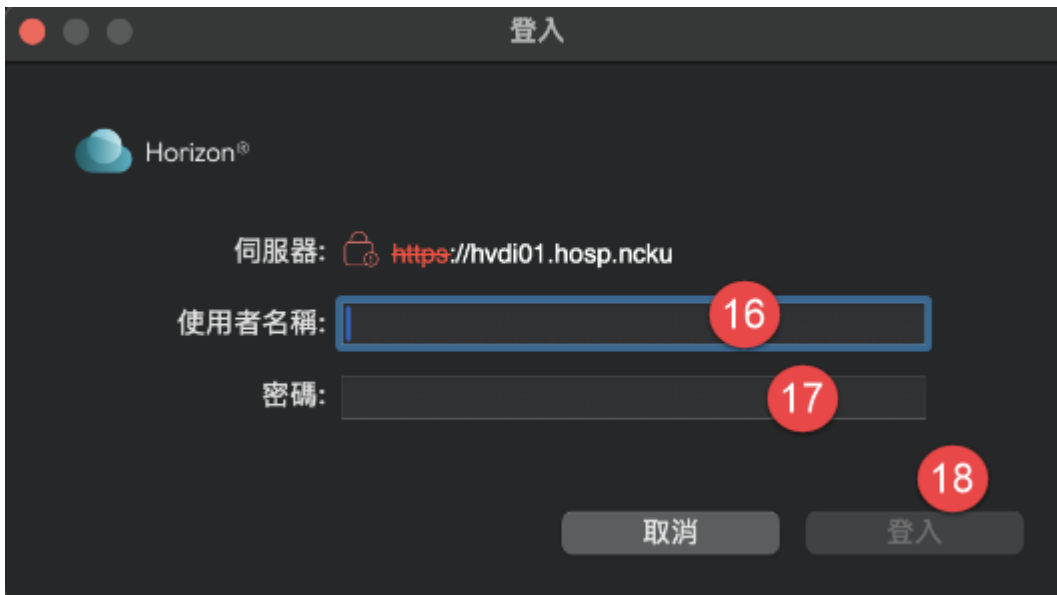 登入
Horizon®
伺服器: https://hvdi01.hosp.ncku
使用者名稱: 16
密碼: 17
18
取消 登入